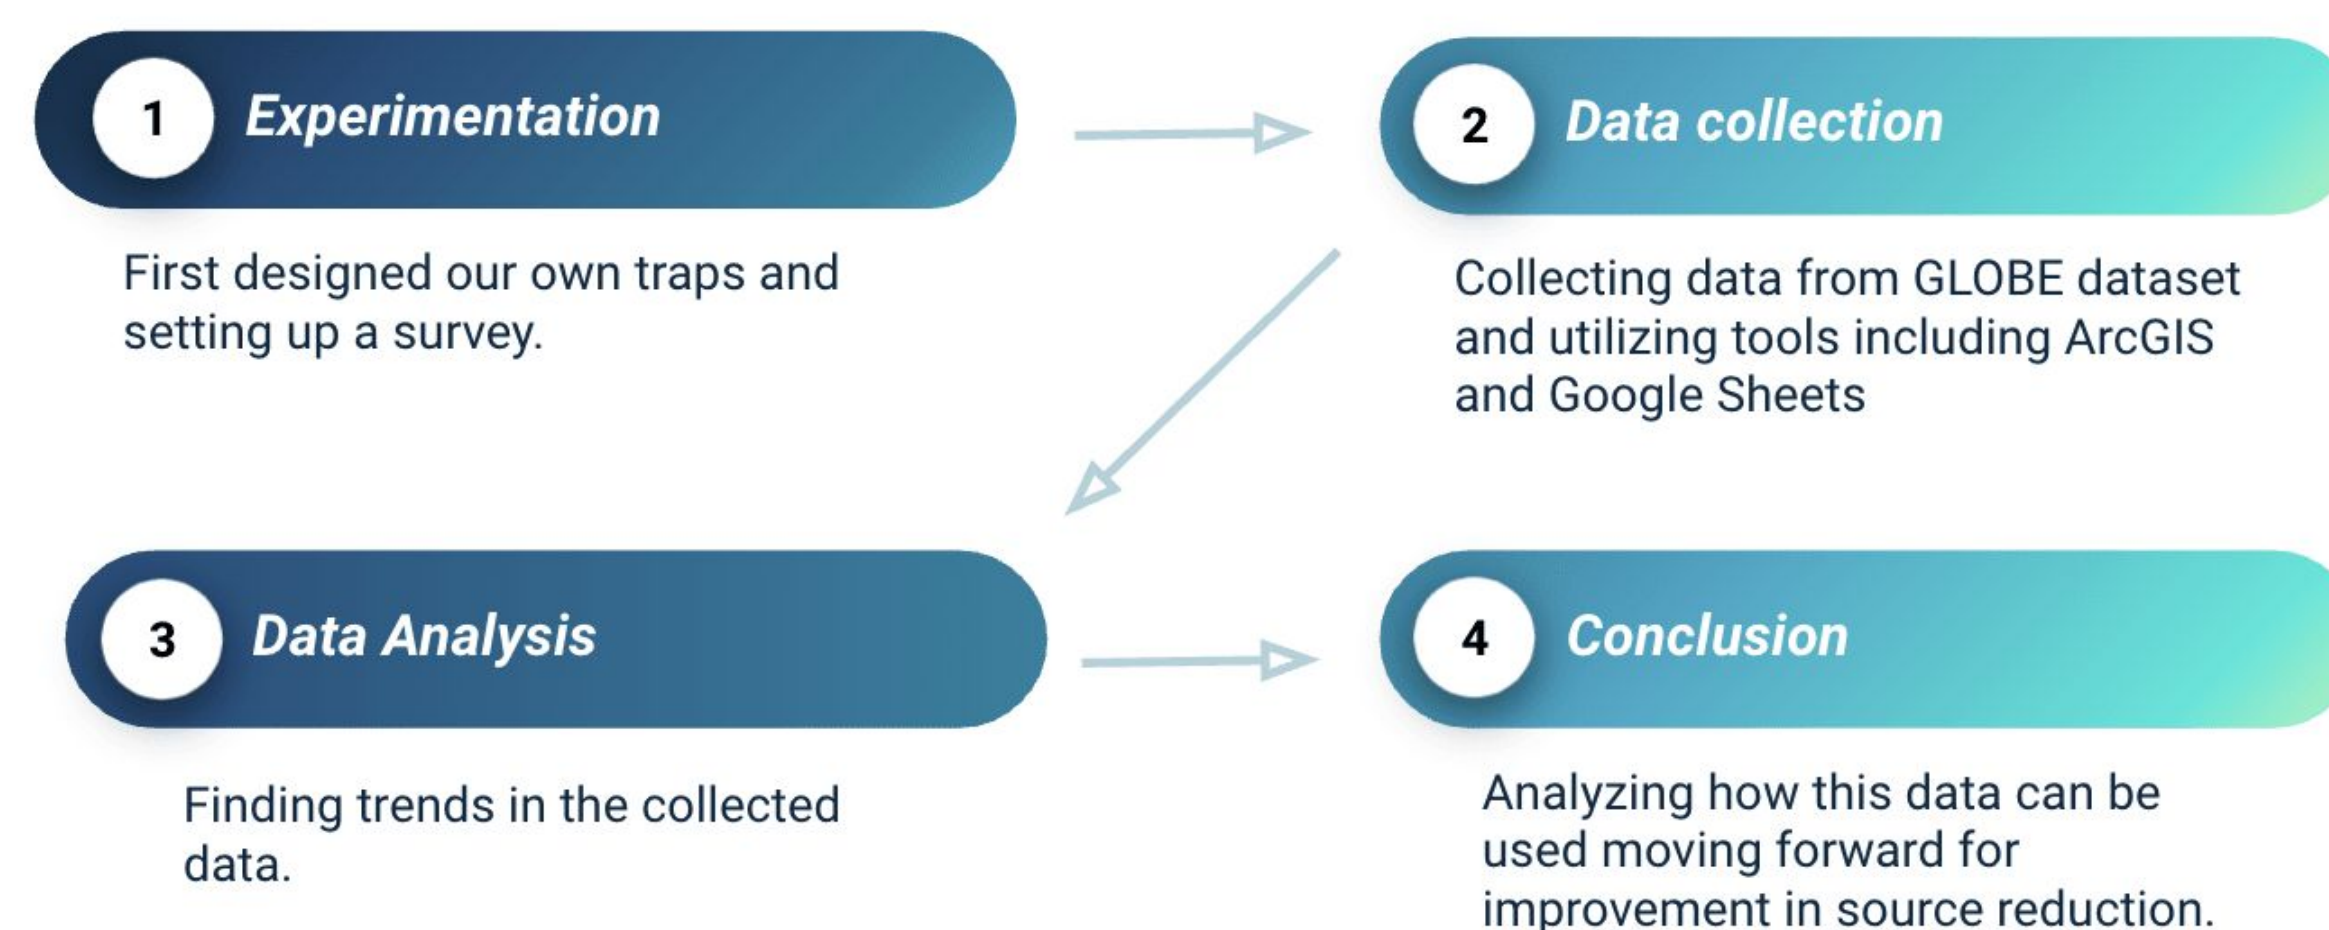 1
Experimentation
First designed our own traps and
setting up a survey.
2
Data collection
Collecting data from GLOBE dataset
and utilizing tools including ArcGIS
and Google Sheets
3
Data Analysis
Finding trends in the collected
data.
4
Conclusion
Analyzing how this data can be
used moving forward for
improvement in source reduction.